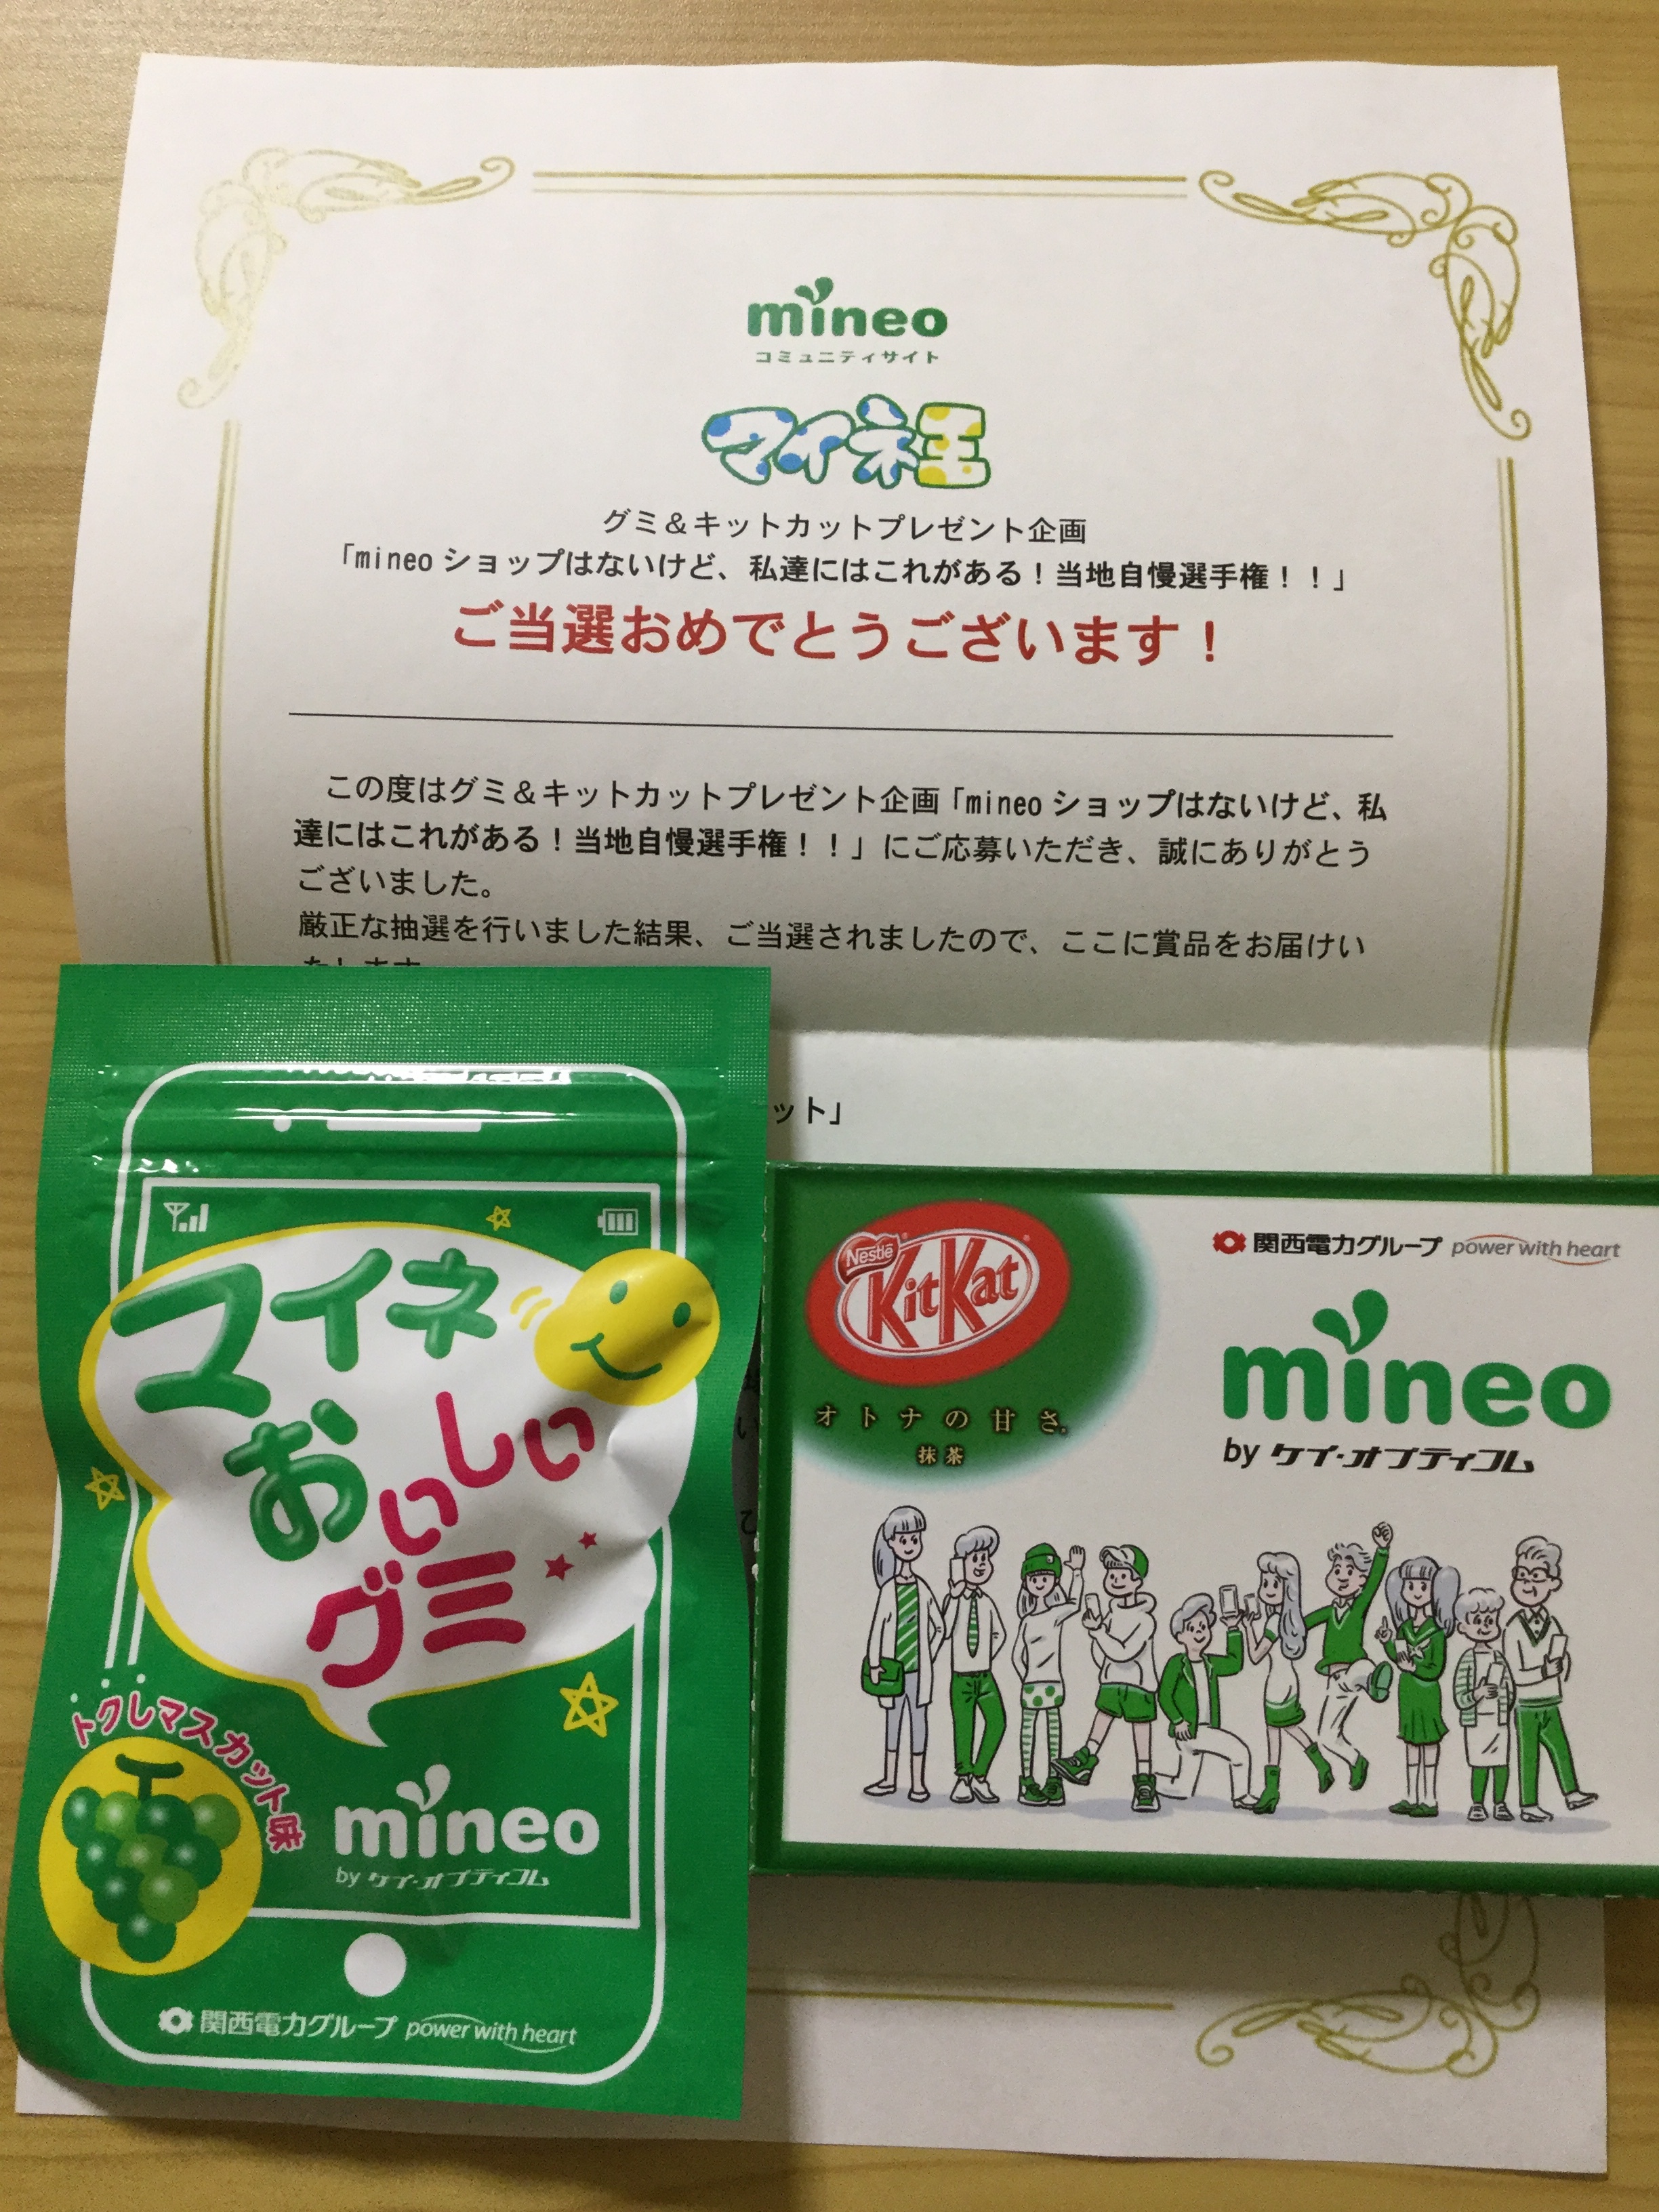 mineo
コミュニティサイト
マイネ王
グミ＆キットカットプレゼント企画
「mineo ショップはないけど、私達にはこれがある！当地自慢選手権！！」
ご当選おめでとうございます！
この度はグミ＆キットカットプレゼント企画「mineo ショップはないけど、私
達にはこれがある！当地自慢選手権！！」にご応募いただき、誠にありがとう
ございました。
厳正な抽選を行いました結果、ご当選されましたので、ここに賞品をお届けい
たします
ット」
マイネ
おいしい
グミ
トクレマスカット味
mineo
by ケイ・オプティコム
関西電力グループ power with heart
Nestlé
KitKat
オトナの甘さ。
抹茶
関西電力グループ power with heart
mineo
by ケイ・オプティコム